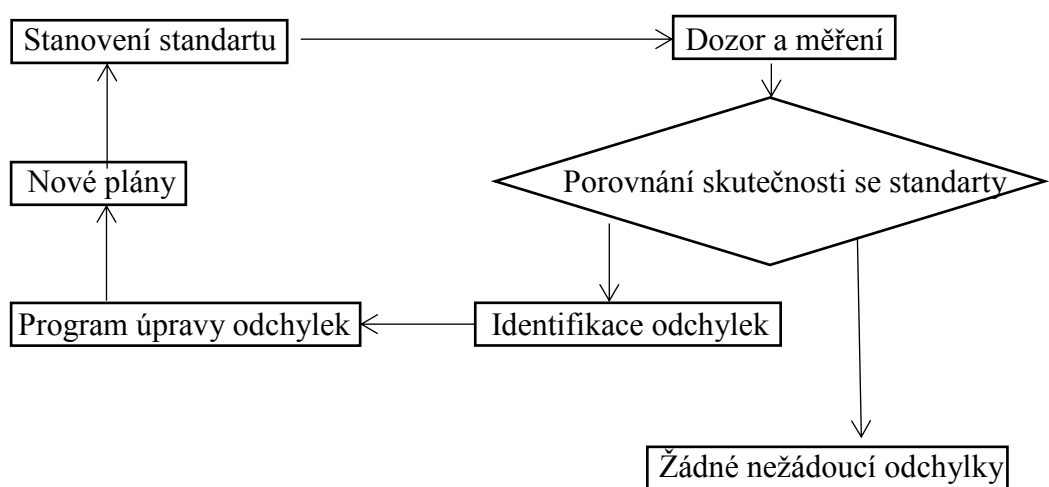 Stanovení standartu
Dozor a měření
Nové plány
Porovnání skutečnosti se standarty
Program úpravy odchylek
Identifikace odchylek
Žádné nežádoucí odchylky